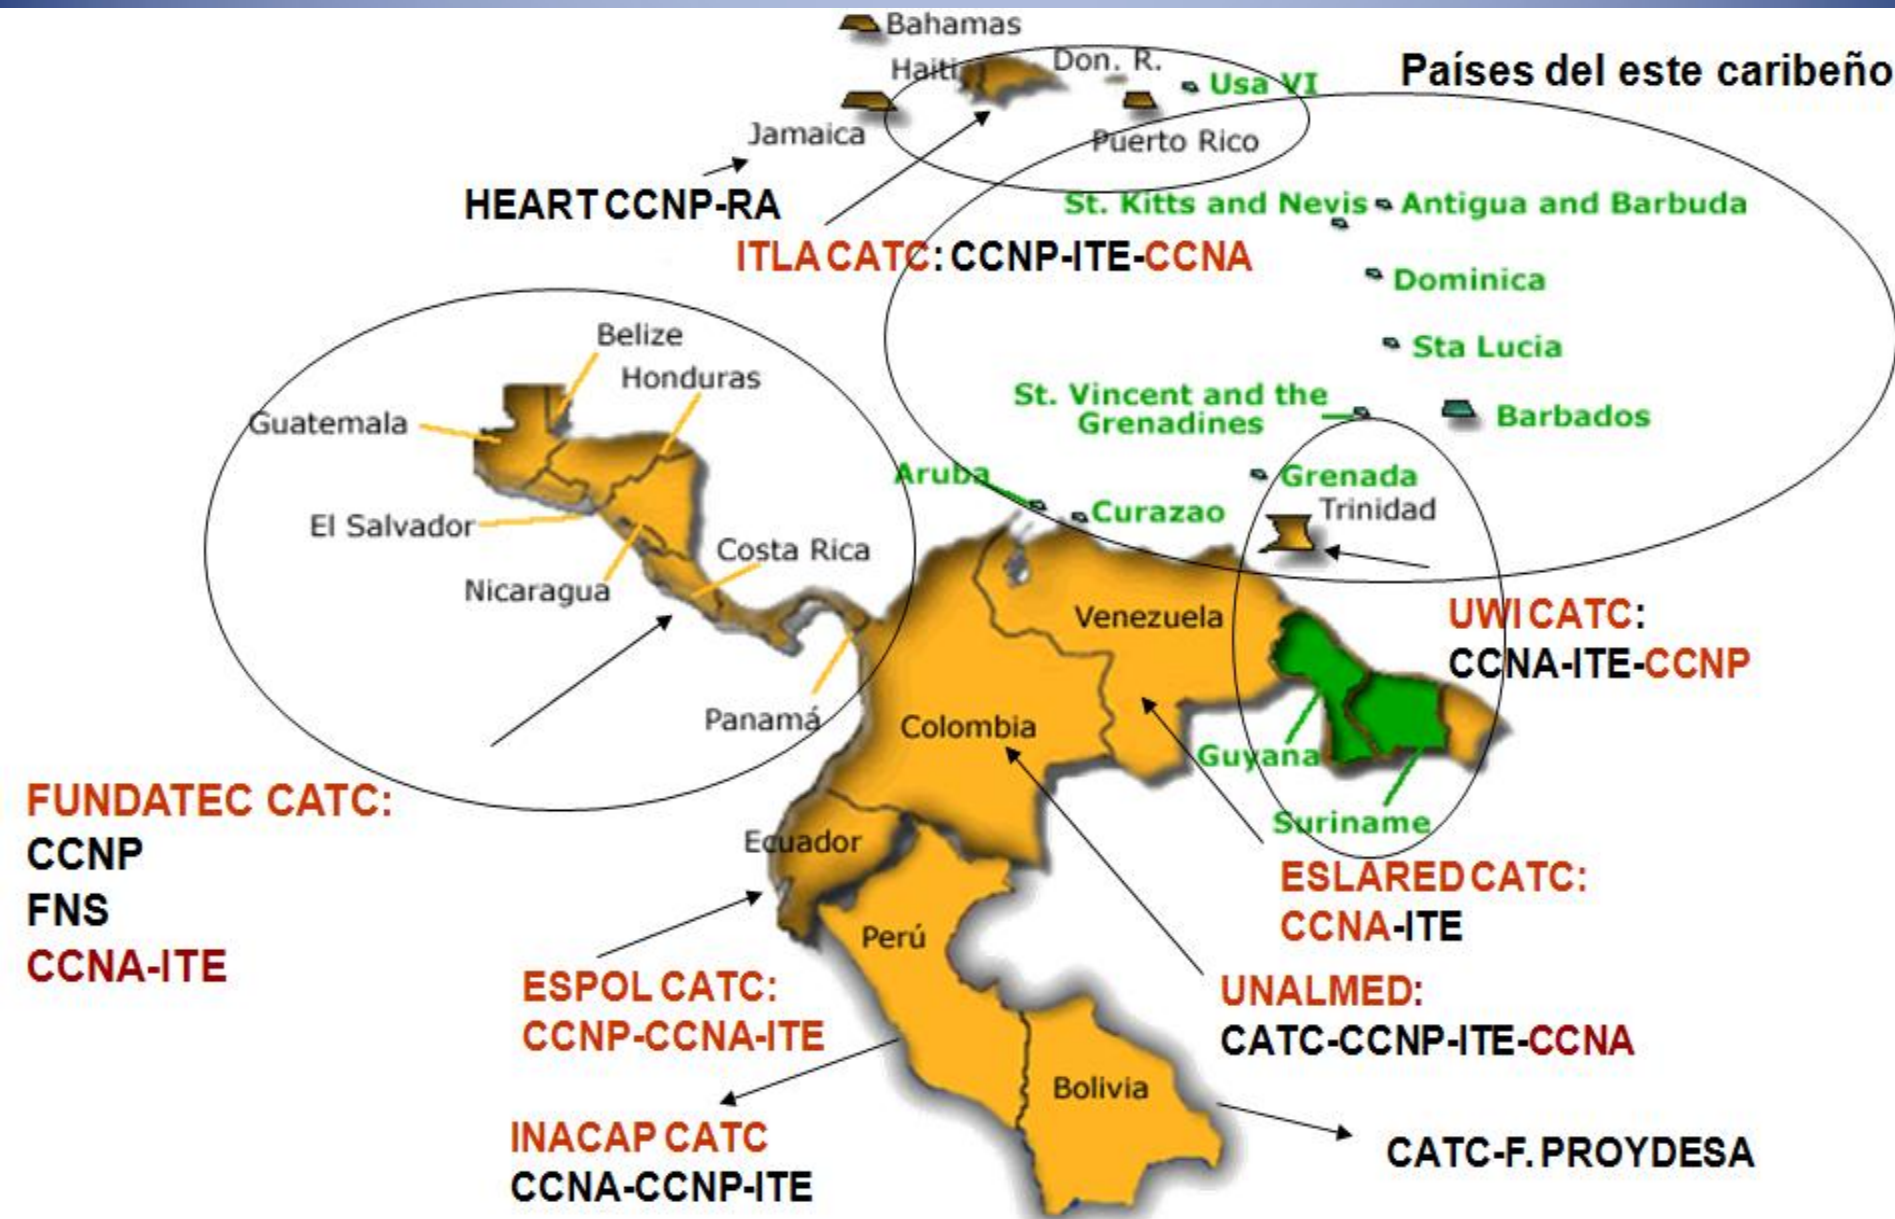 Bahamas
Haiti
Don. R.
Usa VI
Países del este caribeño
Jamaica
Puerto Rico
HEART CCNP-RA
St. Kitts and Nevis
Antigua and Barbuda
ITLA CATC: CCNP-ITE-CCNA
Dominica
Belize
Sta Lucia
Honduras
Guatemala
St. Vincent and the
Grenadines
Barbados
Aruba
Grenada
Curazao
Trinidad
El Salvador
Costa Rica
Nicaragua
Venezuela
UWI CATC:
CCNA-ITE-CCNP
Panamá
Colombia
Guyana
Suriname
FUNDATEC CATC:
CCNP
FNS
CCNA-ITE
Ecuador
ESLARED CATC:
CCNA-ITE
Perú
ESPOL CATC:
CCNP-CCNA-ITE
UNALMED:
CATC-CCNP-ITE-CCNA
Bolivia
INACAP CATC
CCNA-CCNP-ITE
CATC-F. PROYDESA